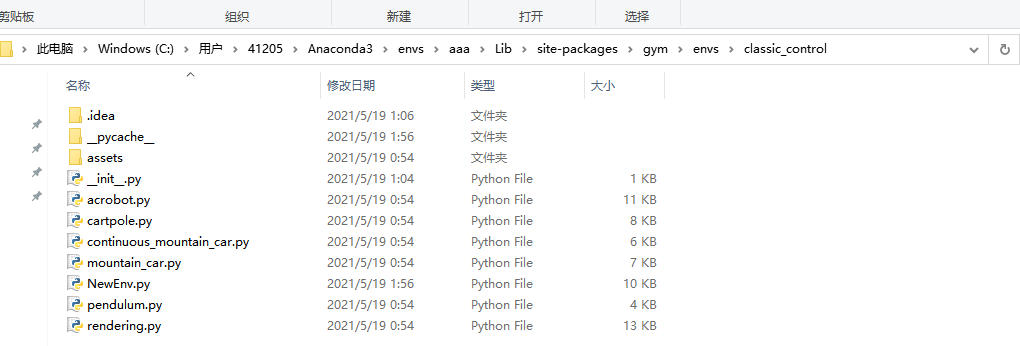 剪贴板 组织 新建 打开 选择
此电脑 Windows (C:) 用户 41205 Anaconda3 envs aaa Lib site-packages gym envs classic_control
名称 修改日期 类型 大小
.idea 2021/5/19 1:06 文件夹
__pycache__ 2021/5/19 1:56 文件夹
assets 2021/5/19 0:54 文件夹
__init__.py 2021/5/19 1:04 Python File 1 KB
acrobot.py 2021/5/19 0:54 Python File 11 KB
cartpole.py 2021/5/19 0:54 Python File 8 KB
continuous_mountain_car.py 2021/5/19 0:54 Python File 6 KB
mountain_car.py 2021/5/19 0:54 Python File 7 KB
NewEnv.py 2021/5/19 1:56 Python File 10 KB
pendulum.py 2021/5/19 0:54 Python File 4 KB
rendering.py 2021/5/19 0:54 Python File 13 KB